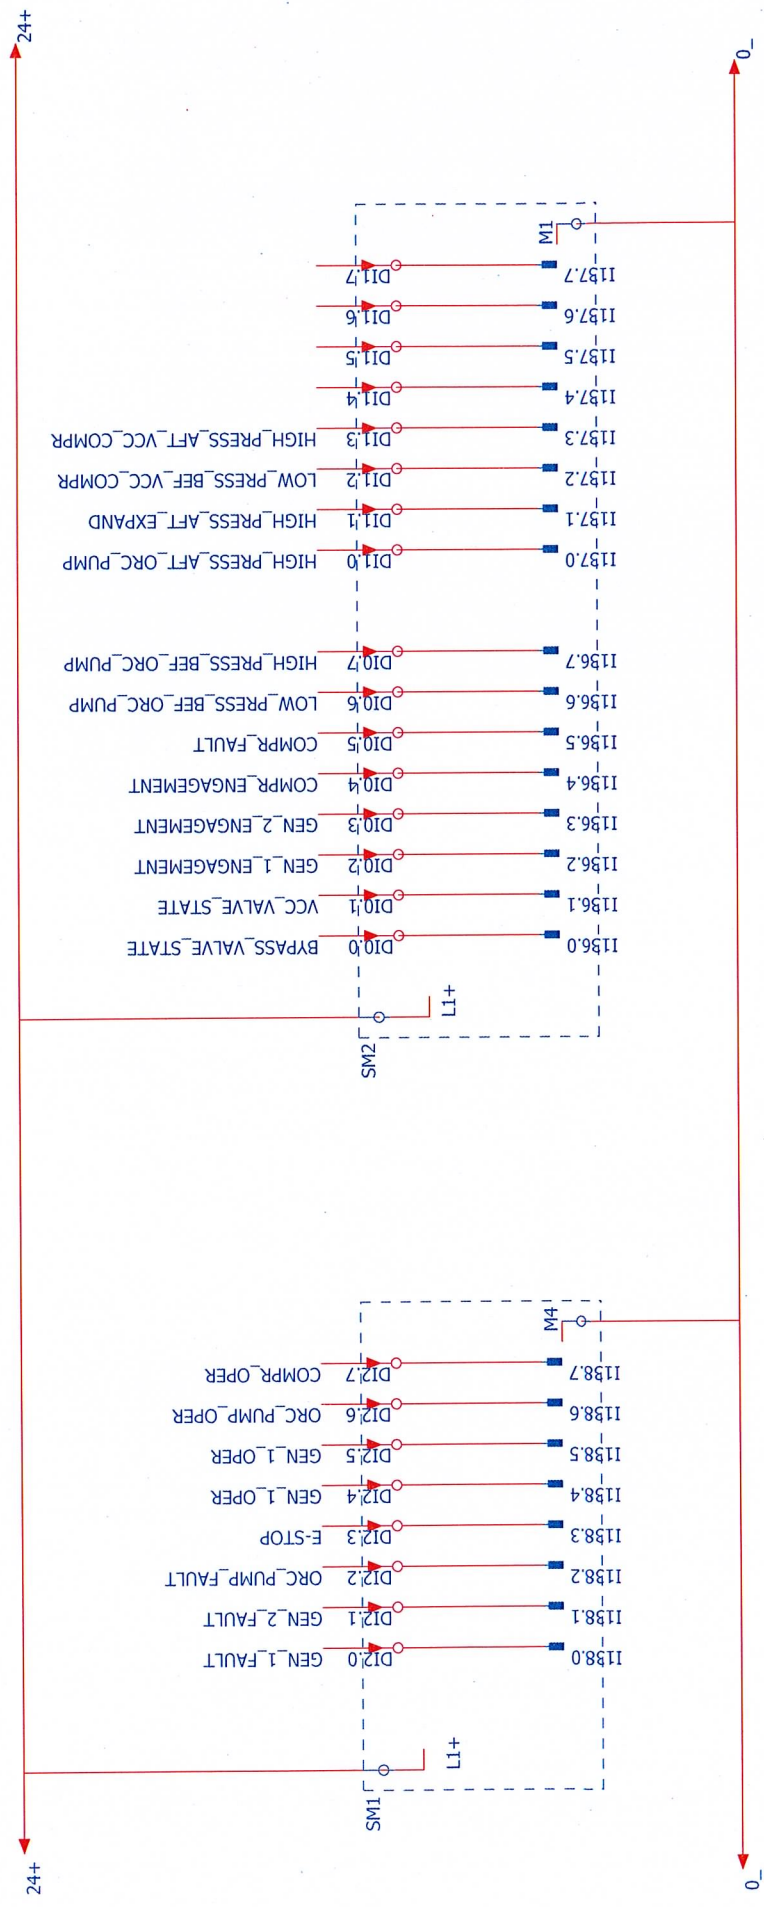 24+
0_
M1
DI1.7
I137.7
DI1.6
I137.6
DI1.5
I137.5
DI1.4
I137.4
HIGH_PRESS_AFT_VCC_COMPR
DI1.3
I137.3
LOW_PRESS_BEF_VCC_COMPR
DI1.2
I137.2
HIGH_PRESS_AFT_EXPAND
DI1.1
I137.1
HIGH_PRESS_AFT_ORC_PUMP
DI1.0
I137.0
HIGH_PRESS_BEF_ORC_PUMP
DI0.7
I136.7
LOW_PRESS_BEF_ORC_PUMP
DI0.6
I136.6
COMPR_FAULT
DI0.5
I136.5
COMPR_ENGAGEMENT
DI0.4
I136.4
GEN_2_ENGAGEMENT
DI0.3
I136.3
GEN_1_ENGAGEMENT
DI0.2
I136.2
VCC_VALVE_STATE
DI0.1
I136.1
BYPASS_VALVE_STATE
DI0.0
I136.0
L1+
SM2
M4
COMPR_OPER
DI2.7
I138.7
ORC_PUMP_OPER
DI2.6
I138.6
GEN_1_OPER
DI2.5
I138.5
GEN_1_OPER
DI2.4
I138.4
E-STOP
DI2.3
I138.3
ORC_PUMP_FAULT
DI2.2
I138.2
GEN_2_FAULT
DI2.1
I138.1
GEN_1_FAULT
DI2.0
I138.0
L1+
SM1
24+
0_